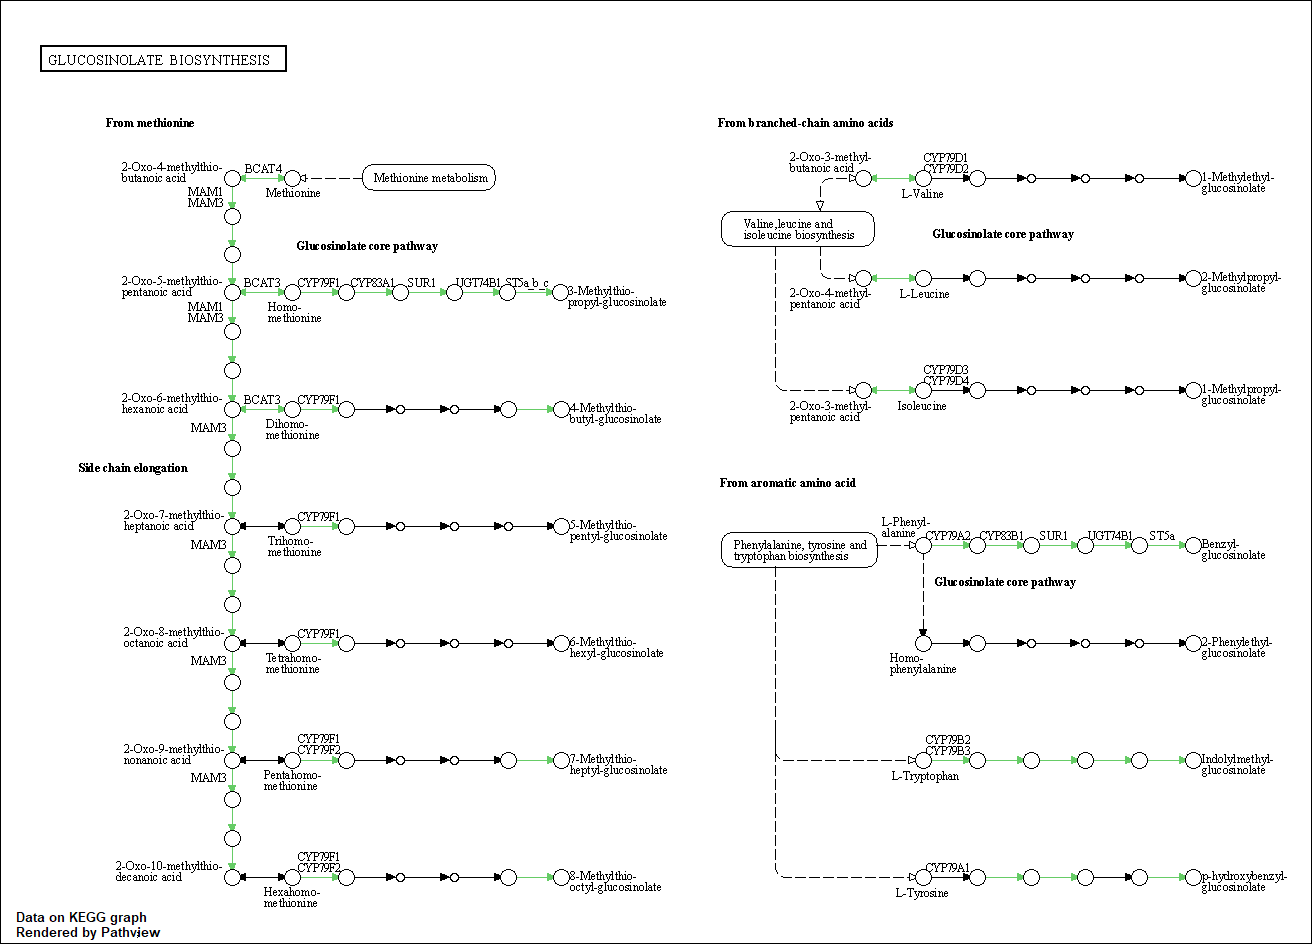 GLUCOSINOLATE BIOSYNTHESIS
From methionine
2-Oxo-4-methylthio-
butanoic acid
BCAT4
Methionine
Methionine metabolism
MAM1
MAM3
Glucosinolate core pathway
2-Oxo-5-methylthio-
pentanoic acid
BCAT3
CYP79F1
CYP83A1
SUR1
UGT74B1
ST5a_b_c
3-Methylthio-
propyl-glucosinolate
Homo-
methionine
MAM1
MAM3
2-Oxo-6-methylthio-
hexanoic acid
BCAT3
CYP79F1
4-Methylthio-
butyl-glucosinolate
Dihomo-
methionine
MAM3
Side chain elongation
2-Oxo-7-methylthio-
heptanoic acid
CYP79F1
5-Methylthio-
pentyl-glucosinolate
Trihomo-
methionine
MAM3
2-Oxo-8-methylthio-
octanoic acid
CYP79F1
6-Methylthio-
hexyl-glucosinolate
Tetrahomo-
methionine
MAM3
2-Oxo-9-methylthio-
nonanoic acid
CYP79F1
CYP79F2
7-Methylthio-
heptyl-glucosinolate
Pentahomo-
methionine
MAM3
2-Oxo-10-methylthio-
decanoic acid
CYP79F1
CYP79F2
8-Methylthio-
octyl-glucosinolate
Hexahomo-
methionine
From branched-chain amino acids
2-Oxo-3-methyl-
butanoic acid
CYP79D1
CYP79D2
L-Valine
1-Methylethyl-
glucosinolate
Valine,leucine and
isoleucine biosynthesis
Glucosinolate core pathway
2-Oxo-4-methyl-
pentanoic acid
L-Leucine
2-Methylpropyl-
glucosinolate
CYP79D3
CYP79D4
2-Oxo-3-methyl-
pentanoic acid
Isoleucine
1-Methylpropyl-
glucosinolate
From aromatic amino acid
L-Phenyl-
alanine
Phenylalanine, tyrosine and
tryptophan biosynthesis
CYP79A2
CYP83B1
SUR1
UGT74B1
ST5a
Benzyl-
glucosinolate
Glucosinolate core pathway
Homo-
phenylalanine
2-Phenylethyl-
glucosinolate
CYP79B2
CYP79B3
L-Tryptophan
Indolylmethyl-
glucosinolate
CYP79A1
L-Tyrosine
p-hydroxybenzyl-
glucosinolate
Data on KEGG graph
Rendered by Pathview